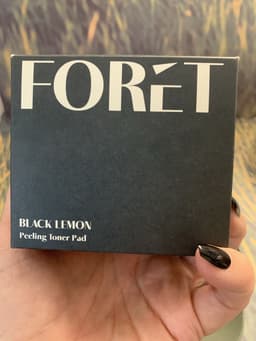 FORÉT
BLACK LEMON
Peeling Toner Pad